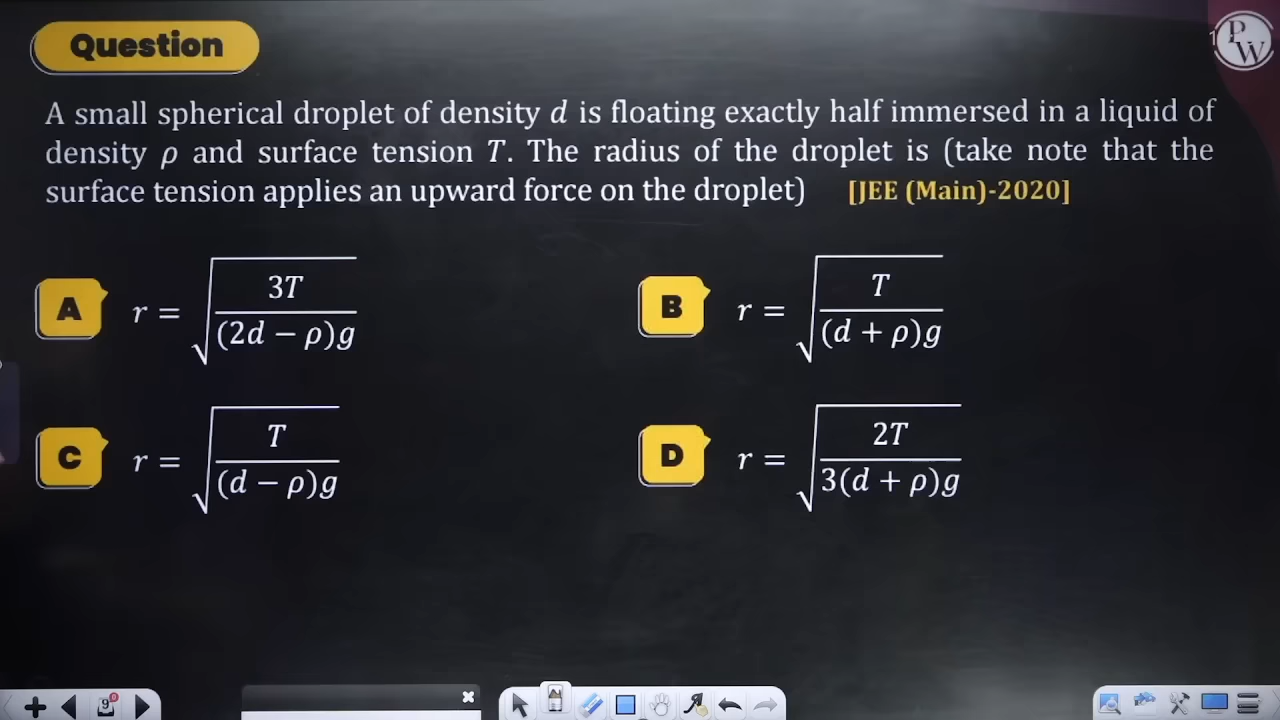 Question
PW
A small spherical droplet of density d is floating exactly half immersed in a liquid of
density ρ and surface tension T. The radius of the droplet is (take note that the
surface tension applies an upward force on the droplet) [JEE (Main)-2020]
A r = √(3T/((2d − ρ)g))
B r = √(T/((d + ρ)g))
C r = √(T/((d − ρ)g))
D r = √(2T/(3(d + ρ)g))
9